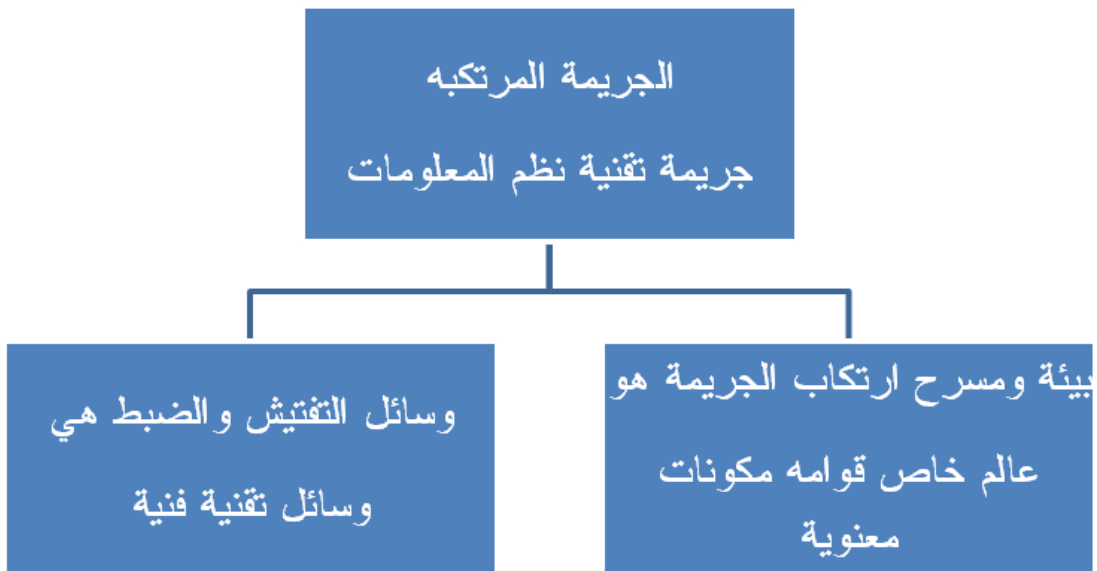 الجريمة المرتكبه
جريمة تقنية نظم المعلومات
بيئة ومسرح ارتكاب الجريمة هو
عالم خاص قوامه مكونات
معنوية
وسائل التفتيش والضبط هي
وسائل تقنية فنية